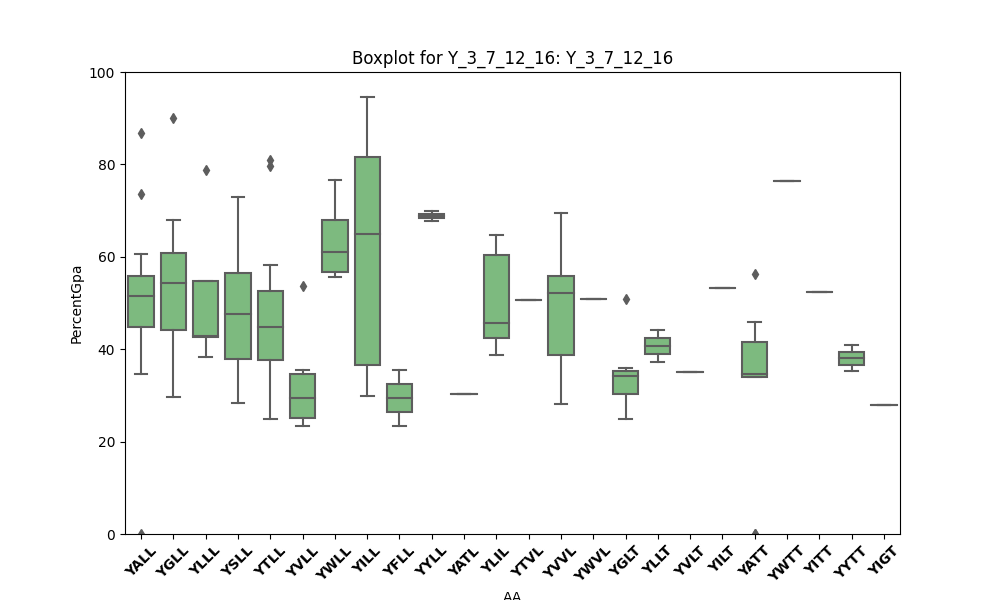 Boxplot for Y_3_7_12_16: Y_3_7_12_16
PercentGpa
100
80
60
40
20
0
YALL YGLL YLLL YSLL YTLL YVLL YWLL YILL YFLL YYLL YATL YLIL YTVL YVVL YWVL YGLT YLLT YVLT YILT YATT YWTT YITT YYTT YIGT
AA